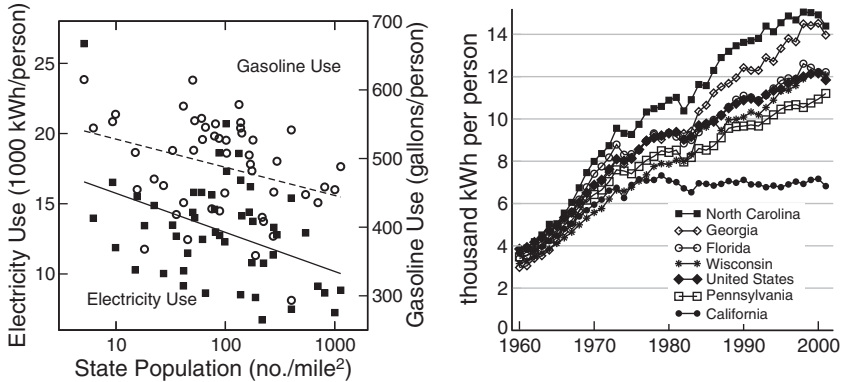 Electricity Use (1000 kWh/person)
25
20
15
10
Gasoline Use
Electricity Use
10
100
1000
State Population (no./mile²)
700
600
500
400
300
Gasoline Use (gallons/person)
thousand kWh per person
14
12
10
8
6
4
2
0
1960
1970
1980
1990
2000
North Carolina
Georgia
Florida
Wisconsin
United States
Pennsylvania
California